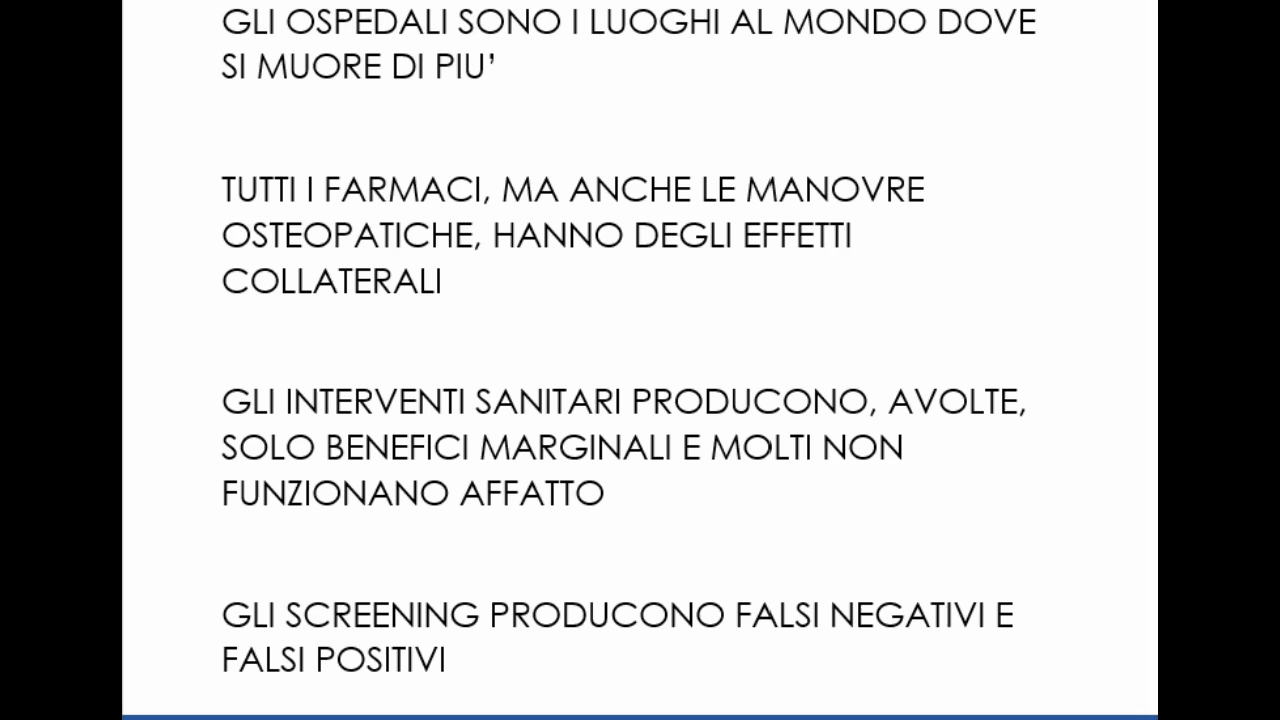 GLI OSPEDALI SONO I LUOGHI AL MONDO DOVE
SI MUORE DI PIU’
TUTTI I FARMACI, MA ANCHE LE MANOVRE
OSTEOPATICHE, HANNO DEGLI EFFETTI
COLLATERALI
GLI INTERVENTI SANITARI PRODUCONO, AVOLTE,
SOLO BENEFICI MARGINALI E MOLTI NON
FUNZIONANO AFFATTO
GLI SCREENING PRODUCONO FALSI NEGATIVI E
FALSI POSITIVI